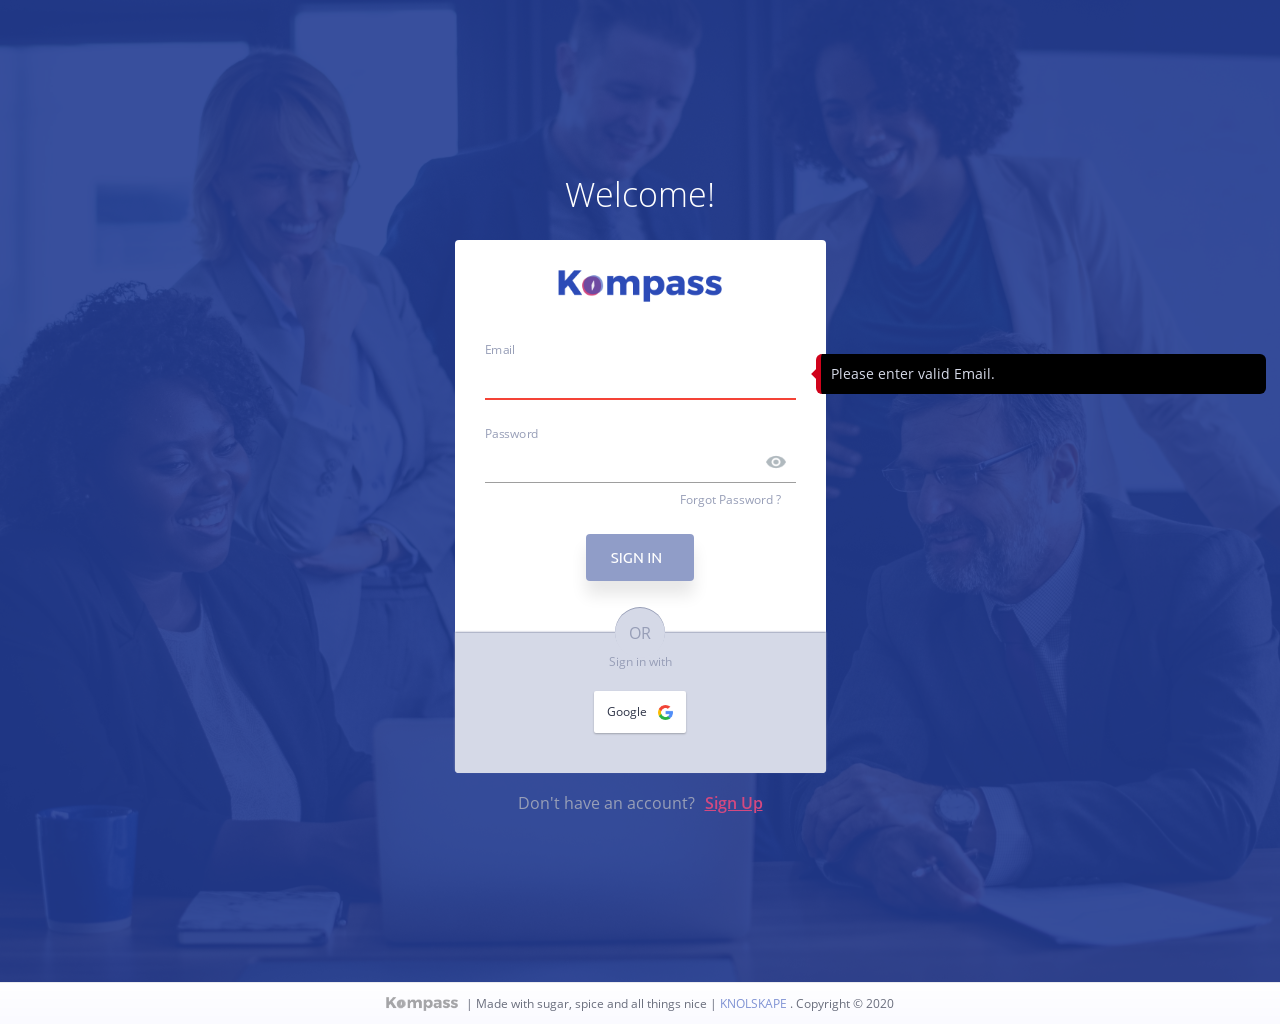 Welcome!
Kompass
Email
Please enter valid Email.
Password
Forgot Password ?
SIGN IN
OR
Sign in with
Google
Don't have an account? Sign Up
Kompass | Made with sugar, spice and all things nice | KNOLSKAPE . Copyright © 2020